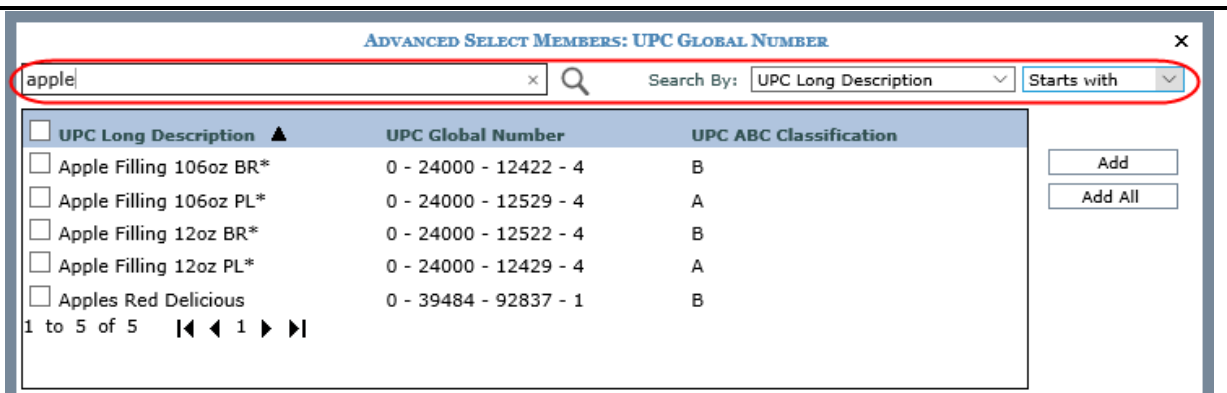 ADVANCED SELECT MEMBERS: UPC GLOBAL NUMBER
apple Search By: UPC Long Description Starts with
UPC Long Description UPC Global Number UPC ABC Classification
Apple Filling 106oz BR* 0 - 24000 - 12422 - 4 B Add
Apple Filling 106oz PL* 0 - 24000 - 12529 - 4 A Add All
Apple Filling 12oz BR* 0 - 24000 - 12522 - 4 B
Apple Filling 12oz PL* 0 - 24000 - 12429 - 4 A
Apples Red Delicious 0 - 39484 - 92837 - 1 B
1 to 5 of 5 1